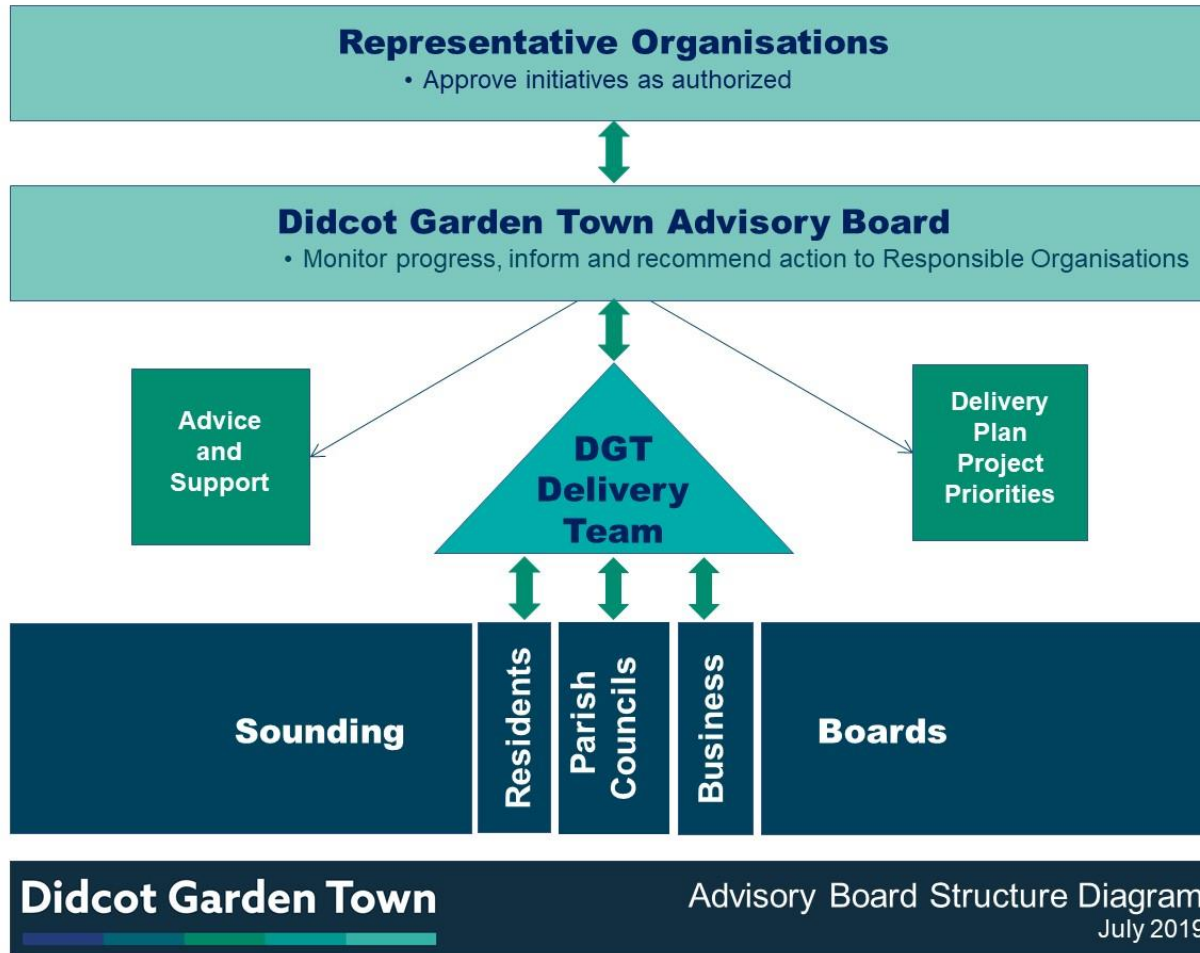 Representative Organisations
• Approve initiatives as authorized
Didcot Garden Town Advisory Board
• Monitor progress, inform and recommend action to Responsible Organisations
Advice
and
Support
DGT
Delivery
Team
Delivery
Plan
Project
Priorities
Sounding
Residents
Parish
Councils
Business
Boards
Didcot Garden Town
Advisory Board Structure Diagram
July 2019